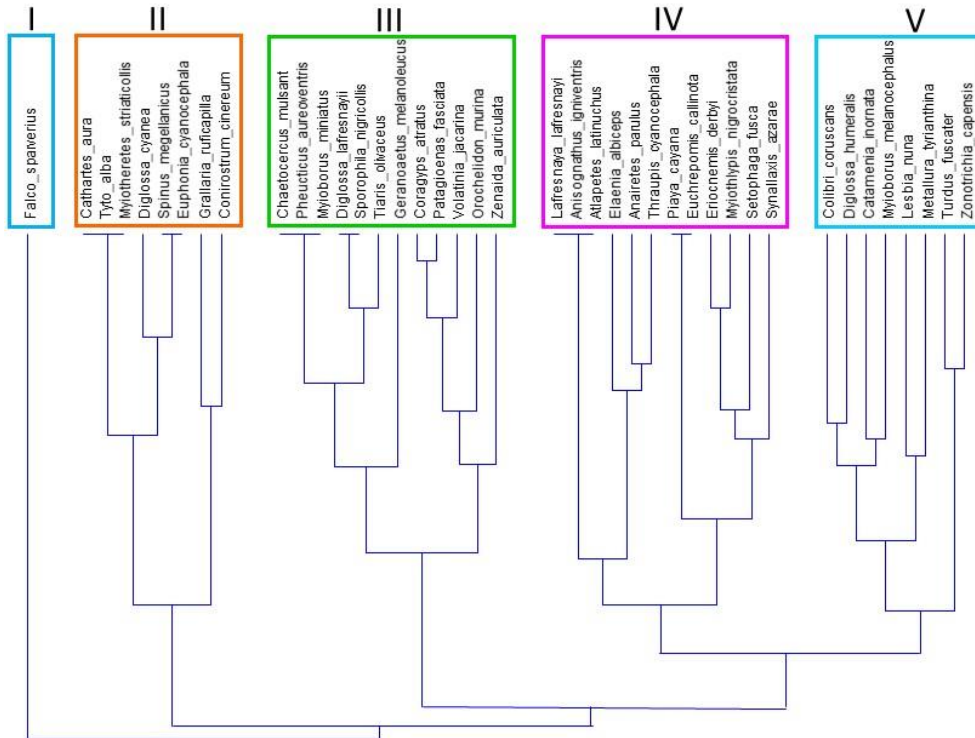 I
II
III
IV
V
Falco_sparverius
Cathartes_aura
Tyto_alba
Myiotheretes_striaticollis
Diglossa_cyanea
Spinus_megellanicus
Euphonia_cyanocephala
Grallaria_ruficapilla
Conirostrum_cinereum
Chaetocercus_mulsant
Pheucticus_aureoventris
Myioborus_miniatus
Diglossa_lafresnayii
Sporophila_nigricollis
Tiaris_olivaceus
Geranoaetus_melanoleucus
Coragyps_atratus
Patagioenas_fasciata
Volatinia_jacarina
Orochelidon_murina
Zenaida_auriculata
Lafresnaya_lafresnayi
Anisognathus_igniventris
Atlapetes_latinuchus
Elaenia_albiceps
Anairetes_parulus
Thraupis_cyanocephala
Piaya_cayana
Euchrepomis_callinota
Eriocnemis_derbyi
Myiothlypis_nigrocristata
Setophaga_fusca
Synallaxis_azarae
Colibri_coruscans
Diglossa_humeralis
Catamenia_inornata
Myioborus_melanocephalus
Lesbia_nuna
Metallura_tyrianthina
Turdus_fuscater
Zonotrichia_capensis